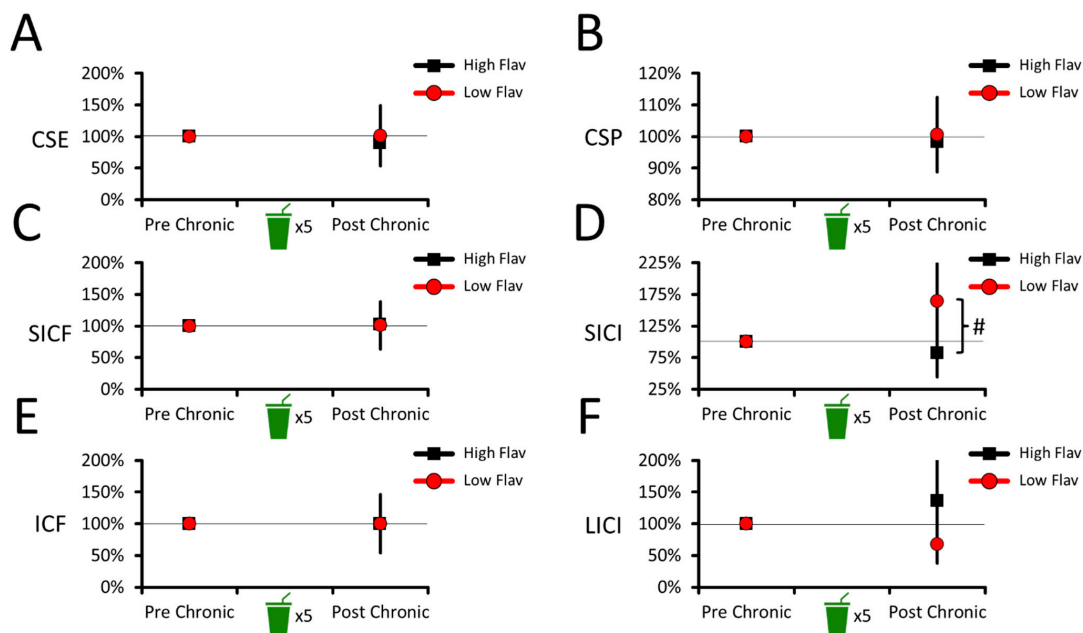 A
200%
150%
100%
50%
0%
CSE
High Flav
Low Flav
Pre Chronic
x5
Post Chronic
B
120%
110%
100%
90%
80%
CSP
High Flav
Low Flav
Pre Chronic
x5
Post Chronic
C
200%
150%
100%
50%
0%
SICF
High Flav
Low Flav
Pre Chronic
x5
Post Chronic
D
225%
175%
125%
75%
25%
SICI
High Flav
Low Flav
#
Pre Chronic
x5
Post Chronic
E
200%
150%
100%
50%
0%
ICF
High Flav
Low Flav
Pre Chronic
x5
Post Chronic
F
200%
150%
100%
50%
0%
LICI
High Flav
Low Flav
Pre Chronic
x5
Post Chronic